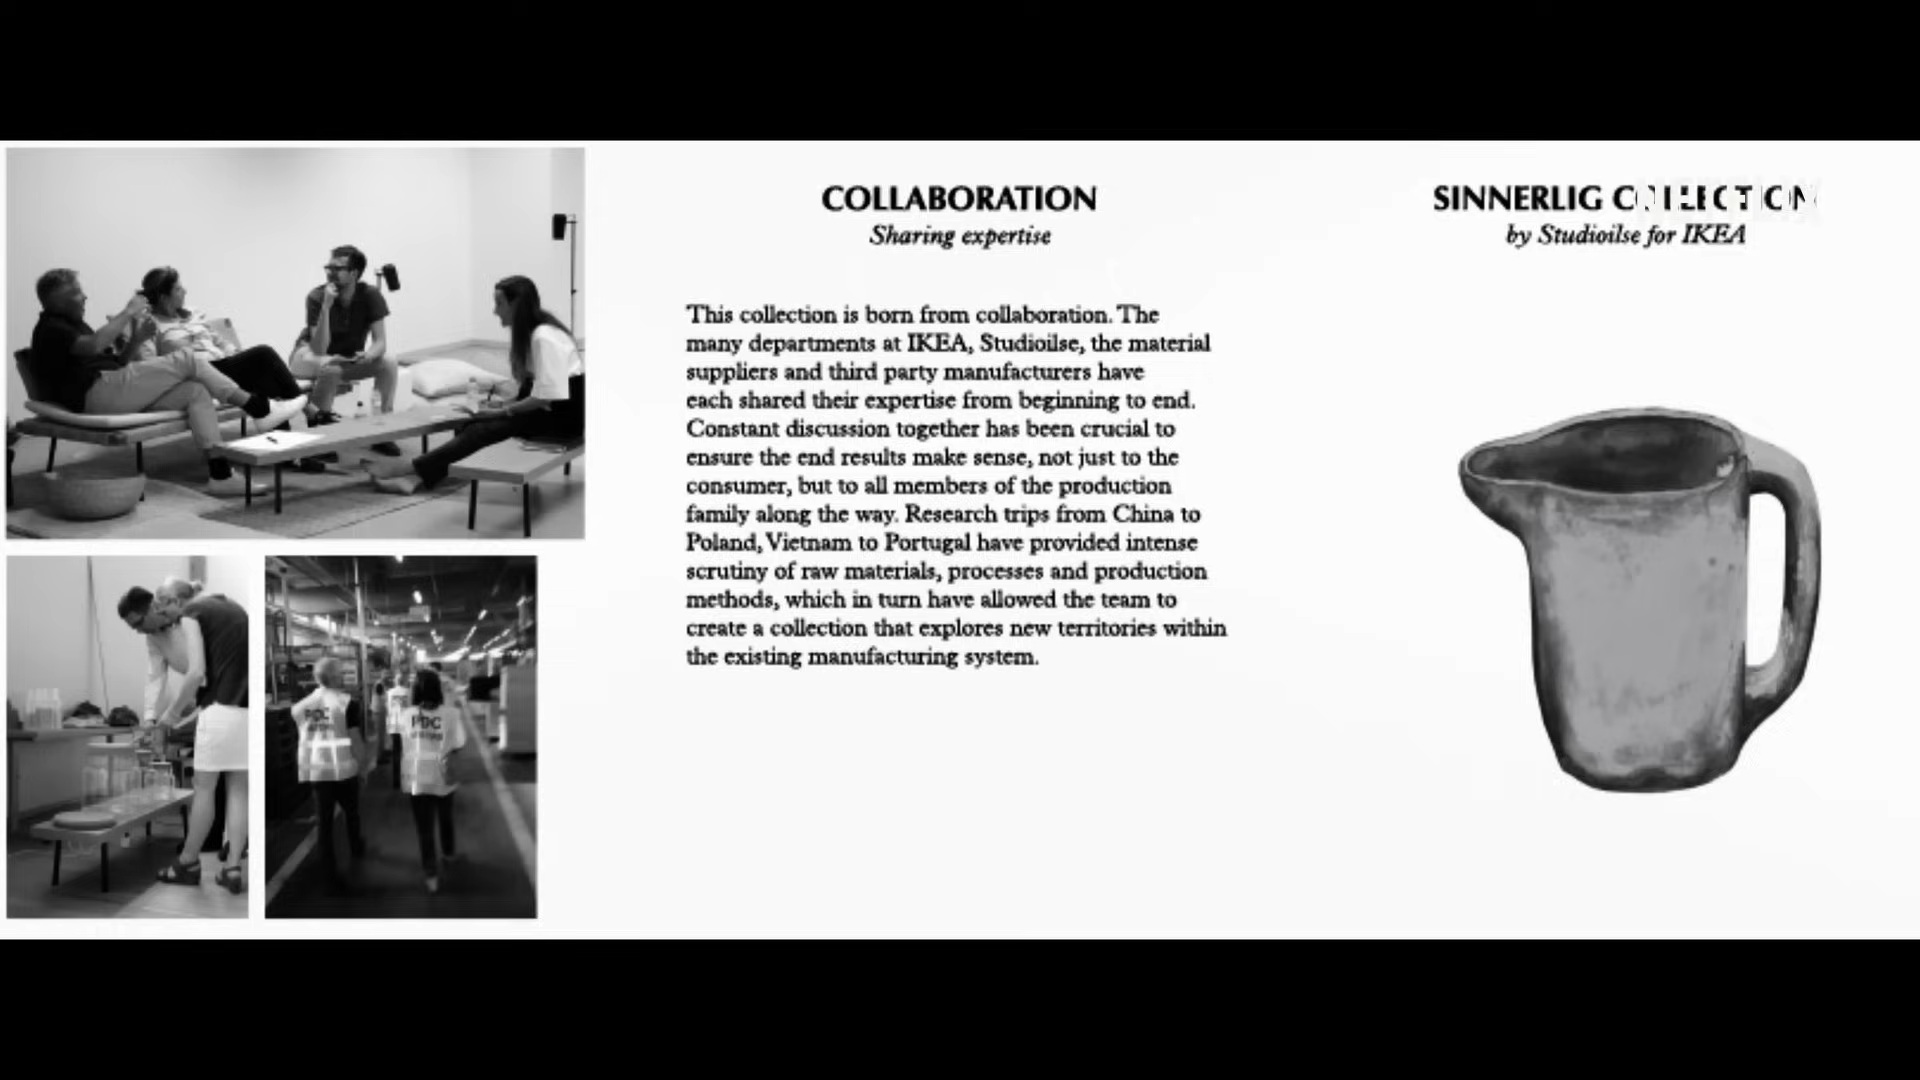 COLLABORATION
Sharing expertise
This collection is born from collaboration. The
many departments at IKEA, Studioilse, the material
suppliers and third party manufacturers have
each shared their expertise from beginning to end.
Constant discussion together has been crucial to
ensure the end results make sense, not just to the
consumer, but to all members of the production
family along the way. Research trips from China to
Poland, Vietnam to Portugal have provided intense
scrutiny of raw materials, processes and production
methods, which in turn have allowed the team to
create a collection that explores new territories within
the existing manufacturing system.
SINNERLIG COLLECTION
by Studioilse for IKEA
PDC
PDC